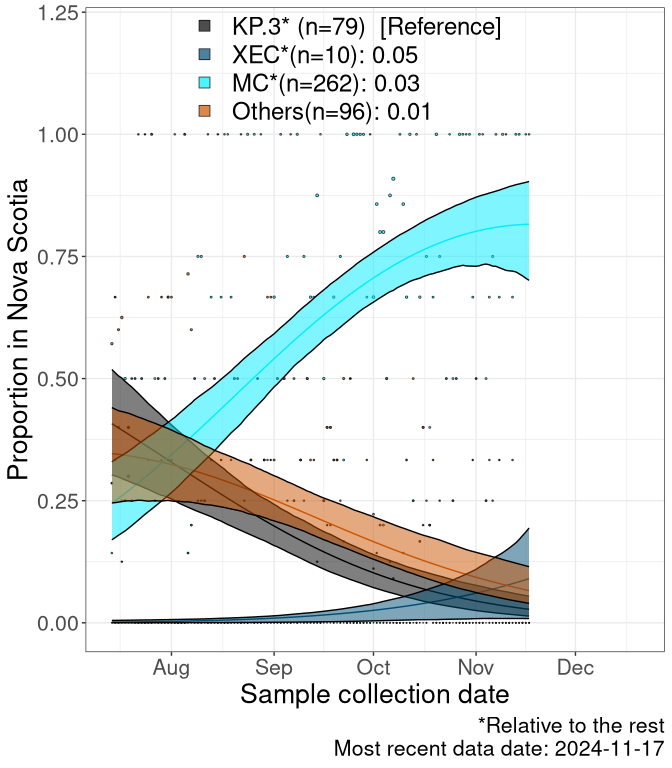 1.25
KP.3* (n=79)  [Reference]
XEC*(n=10): 0.05
MC*(n=262): 0.03
Others(n=96): 0.01
1.00
0.75
0.50
0.25
0.00
Proportion in Nova Scotia
Aug Sep Oct Nov Dec
Sample collection date
*Relative to the rest
Most recent data date: 2024-11-17